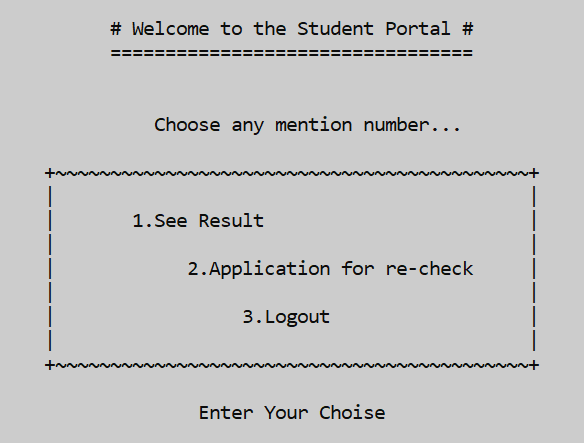 # Welcome to the Student Portal #
=================================
Choose any mention number...
+~~~~~~~~~~~~~~~~~~~~~~~~~~~~~~~~~~~~~~~~~~~+
1.See Result
2.Application for re-check
3.Logout
+~~~~~~~~~~~~~~~~~~~~~~~~~~~~~~~~~~~~~~~~~~~+
Enter Your Choise